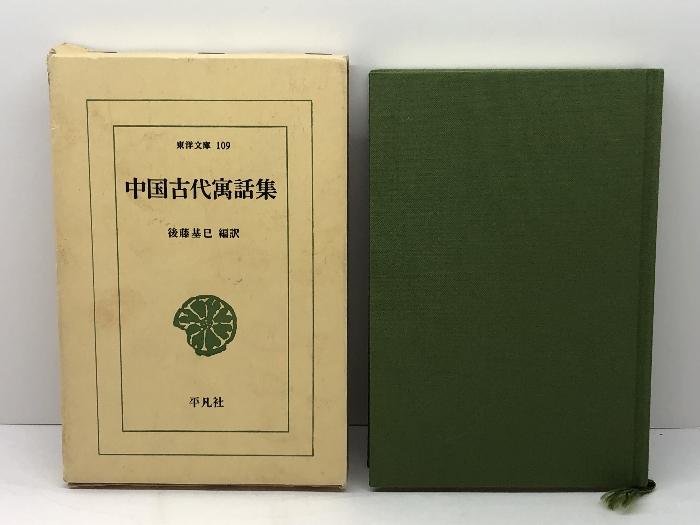 東洋文庫 109
中国古代寓話集
後藤基巳 編訳
平凡社